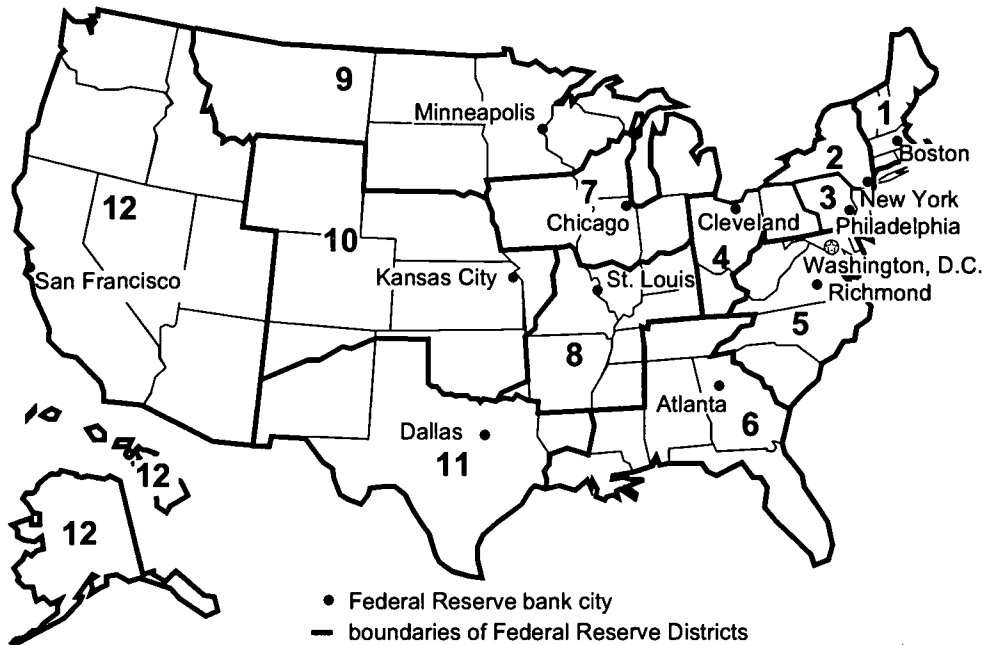 9
Minneapolis
1
Boston
2
7
3
New York
12
Chicago
Cleveland
Philadelphia
10
4
Washington, D.C.
San Francisco
Kansas City
St. Louis
Richmond
5
8
Atlanta
6
Dallas
11
12
12
Federal Reserve bank city
boundaries of Federal Reserve Districts